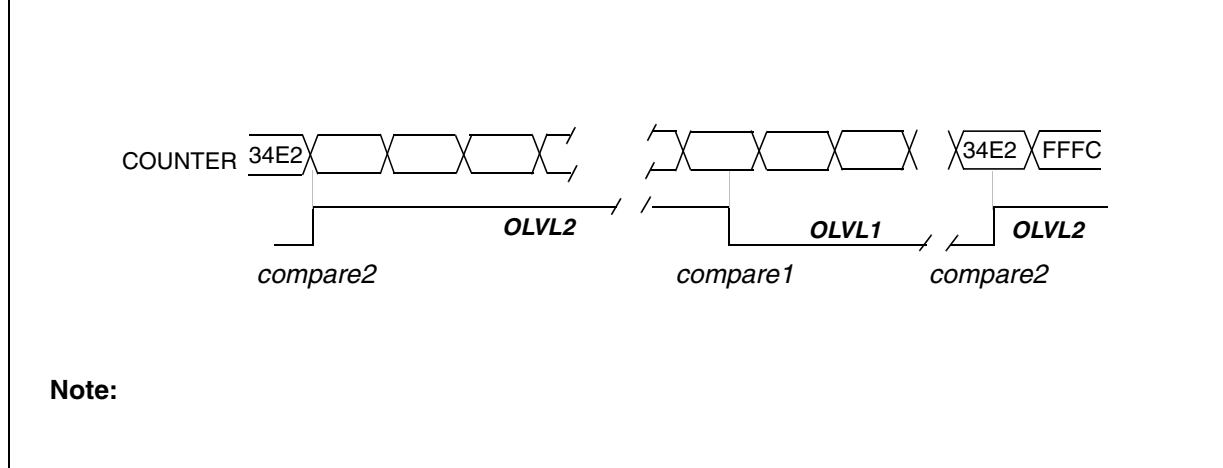 COUNTER 34E2 34E2 FFFC
OLVL2 OLVL1 OLVL2
compare2 compare1 compare2
Note: